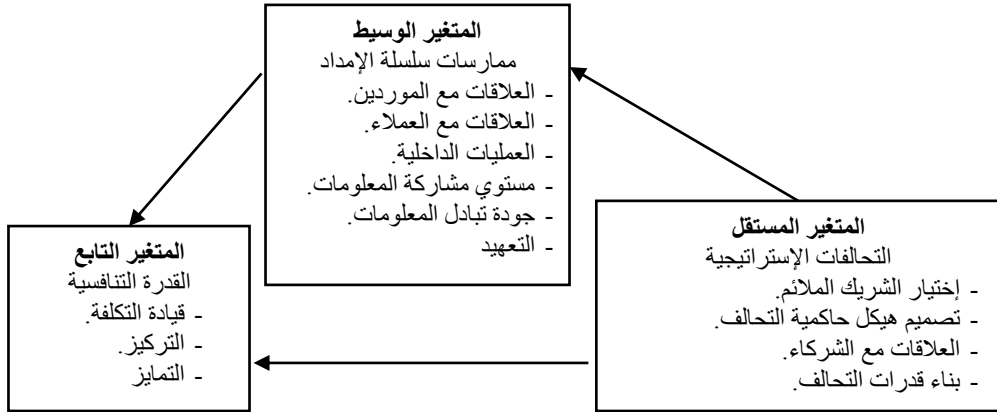 المتغير الوسيط
ممارسات سلسلة الإمداد
- العلاقات مع الموردين.
- العلاقات مع العملاء.
- العمليات الداخلية.
- مستوي مشاركة المعلومات.
- جودة تبادل المعلومات.
- التعهيد
المتغير المستقل
التحالفات الإستراتيجية
- إختيار الشريك الملائم.
- تصميم هيكل حاكمية التحالف.
- العلاقات مع الشركاء.
- بناء قدرات التحالف.
المتغير التابع
القدرة التنافسية
- قيادة التكلفة.
- التركيز.
- التمايز